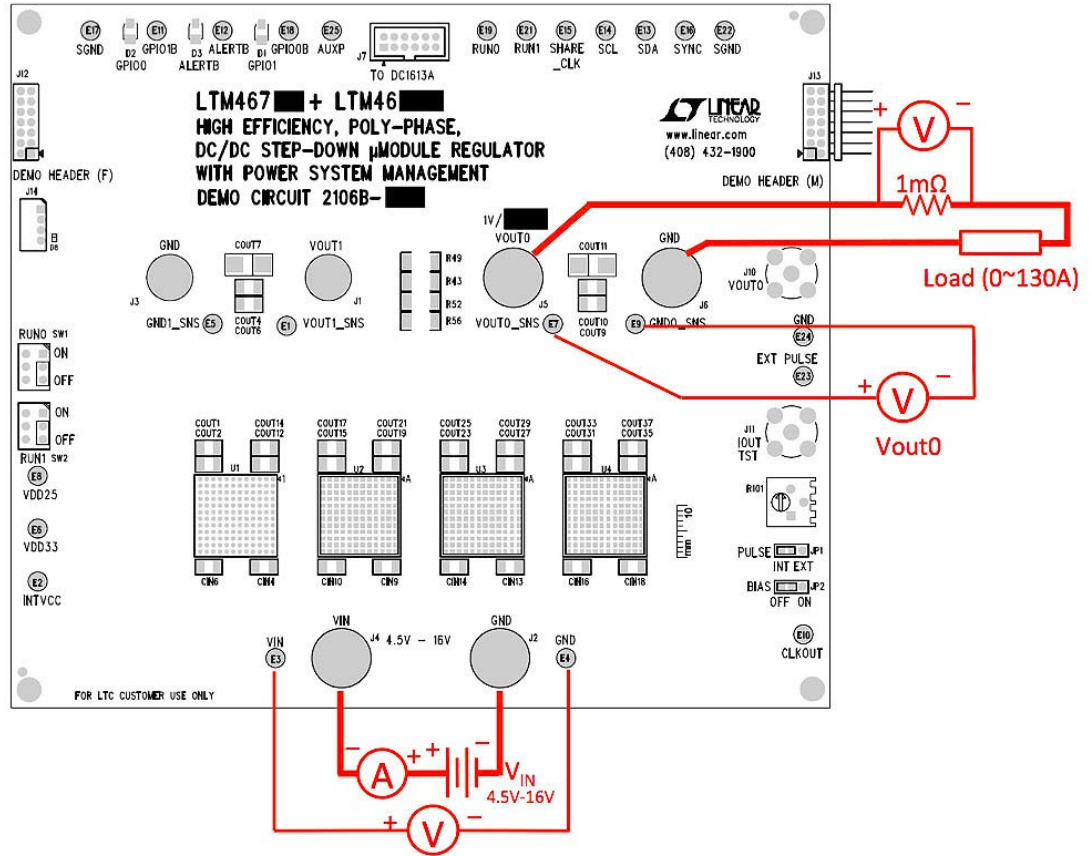 E17 E11 E12 E18 E25 E19 E21 E15 E14 E13 E16 E22
SGND D2 GPIO1B D3 ALERTB D1 GPIO0B AUXP J7 RUN0 RUN1 SHARE SCL SDA SYNC SGND
GPIO0 ALERTB GPIO1 _CLK
TO DC1613A
J12
J13
LTM467 + LTM46
HIGH EFFICIENCY, POLY-PHASE,
DC/DC STEP-DOWN µMODULE REGULATOR
WITH POWER SYSTEM MANAGEMENT
DEMO CIRCUIT 2106B-
LINEAR
TECHNOLOGY
www.linear.com
(408) 432-1900
+ V -
DEMO HEADER (F)
DEMO HEADER (M)
1mΩ
J14
D8
1V/
GND COUT7 VOUT1 R49 VOUT0 COUT11 GND
R43
R52
R56
J3 J1 J5 J6
J10
VOUT0
Load (0~130A)
GND1_SNS E5 COUT4 E1 VOUT1_SNS VOUT0_SNS E7 COUT10 E9 GND0_SNS
COUT6 COUT9
GND
E24
EXT PULSE
E23
RUN0 SW1
ON
OFF
+ V -
Vout0
ON
OFF
RUN1 SW2
E8
VDD25
E6
VDD33
E2
INTVCC
J11
IOUT
TST
COUT1 COUT14 COUT17 COUT21 COUT25 COUT29 COUT33 COUT37
COUT2 COUT12 COUT15 COUT19 COUT23 COUT27 COUT31 COUT35
U1 1 U2 A U3 A U4 A
R101
10
mm
PULSE JP1
INT EXT
BIAS JP2
OFF ON
CIN6 CIN4 CIN10 CIN9 CIN14 CIN13 CIN16 CIN18
VIN GND
E3 VIN J4 4.5V - 16V J2 GND E4
E10
CLKOUT
FOR LTC CUSTOMER USE ONLY
- A + + - VIN
4.5V-16V
+ V -